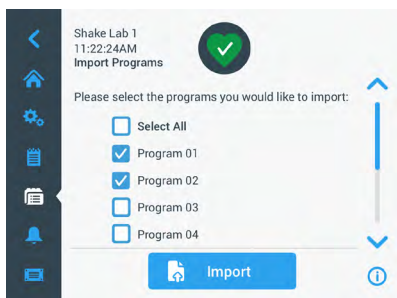 Shake Lab 1
11:22:24AM
Import Programs
Please select the programs you would like to import:
Select All
Program 01
Program 02
Program 03
Program 04
Import